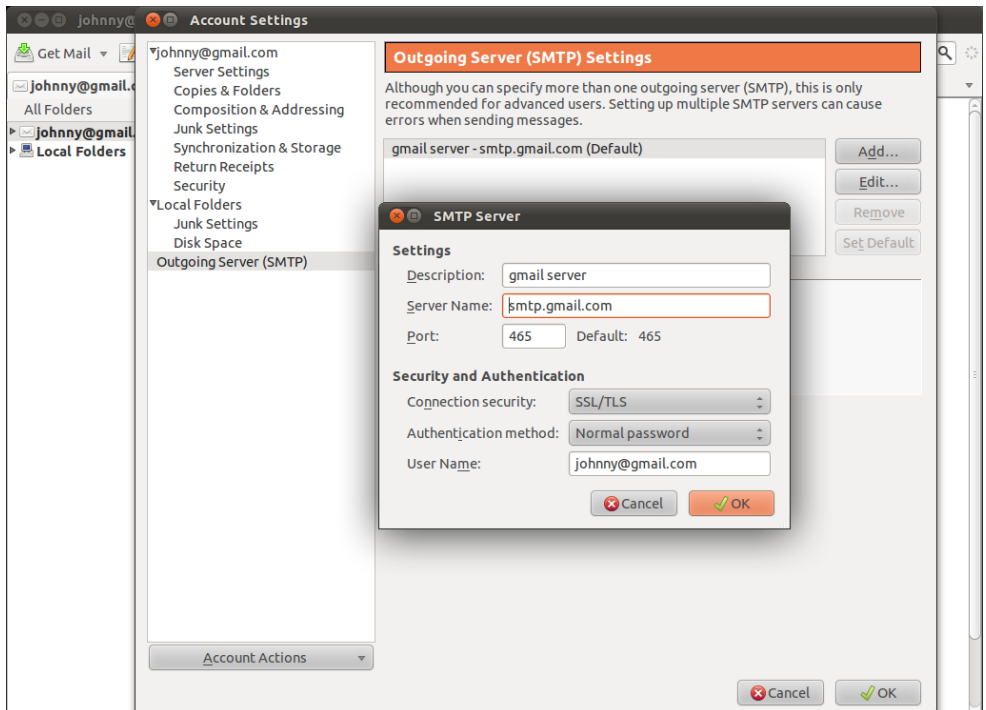 johnny@
Account Settings
Get Mail
johnny@gmail.c
All Folders
johnny@gmail.
Local Folders
johnny@gmail.com
Server Settings
Copies & Folders
Composition & Addressing
Junk Settings
Synchronization & Storage
Return Receipts
Security
Local Folders
Junk Settings
Disk Space
Outgoing Server (SMTP)
Account Actions
Outgoing Server (SMTP) Settings
Although you can specify more than one outgoing server (SMTP), this is only
recommended for advanced users. Setting up multiple SMTP servers can cause
errors when sending messages.
gmail server - smtp.gmail.com (Default)
Add...
Edit...
Remove
Set Default
SMTP Server
Settings
Description: gmail server
Server Name: smtp.gmail.com
Port: 465 Default: 465
Security and Authentication
Connection security: SSL/TLS
Authentication method: Normal password
User Name: johnny@gmail.com
Cancel OK
Cancel OK